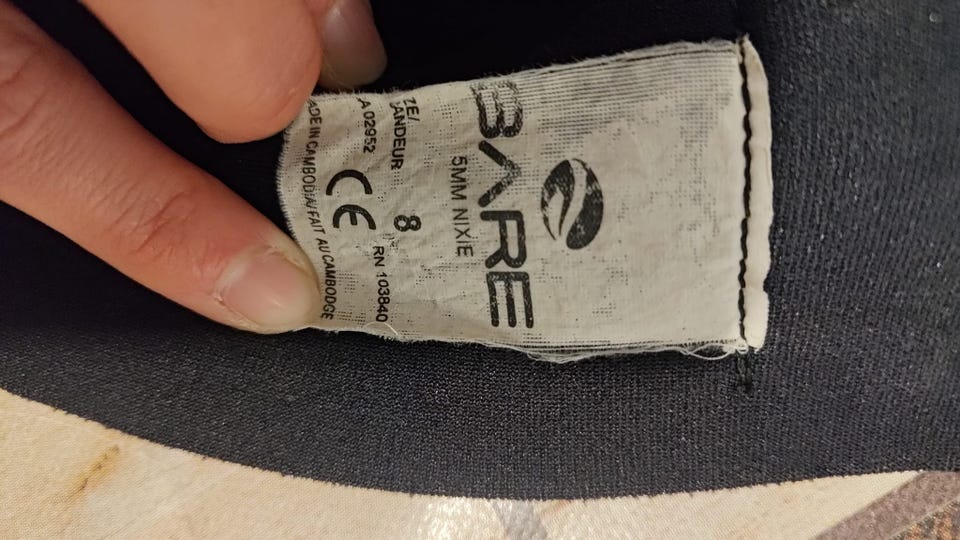 BARE
5MM NIXIE
ZE/
ANDEUR 8
A 02952 RN 103840
CE
ADE IN CAMBODIA/FAIT AU CAMBODGE